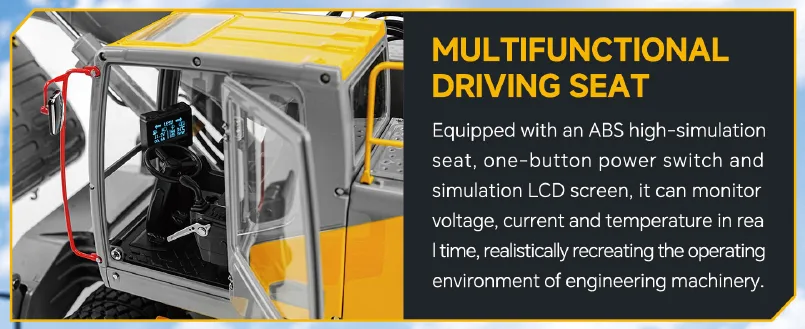 MULTIFUNCTIONAL
DRIVING SEAT
Equipped with an ABS high-simulation
seat, one-button power switch and
simulation LCD screen, it can monitor
voltage, current and temperature in rea
l time, realistically recreating the operating
environment of engineering machinery.